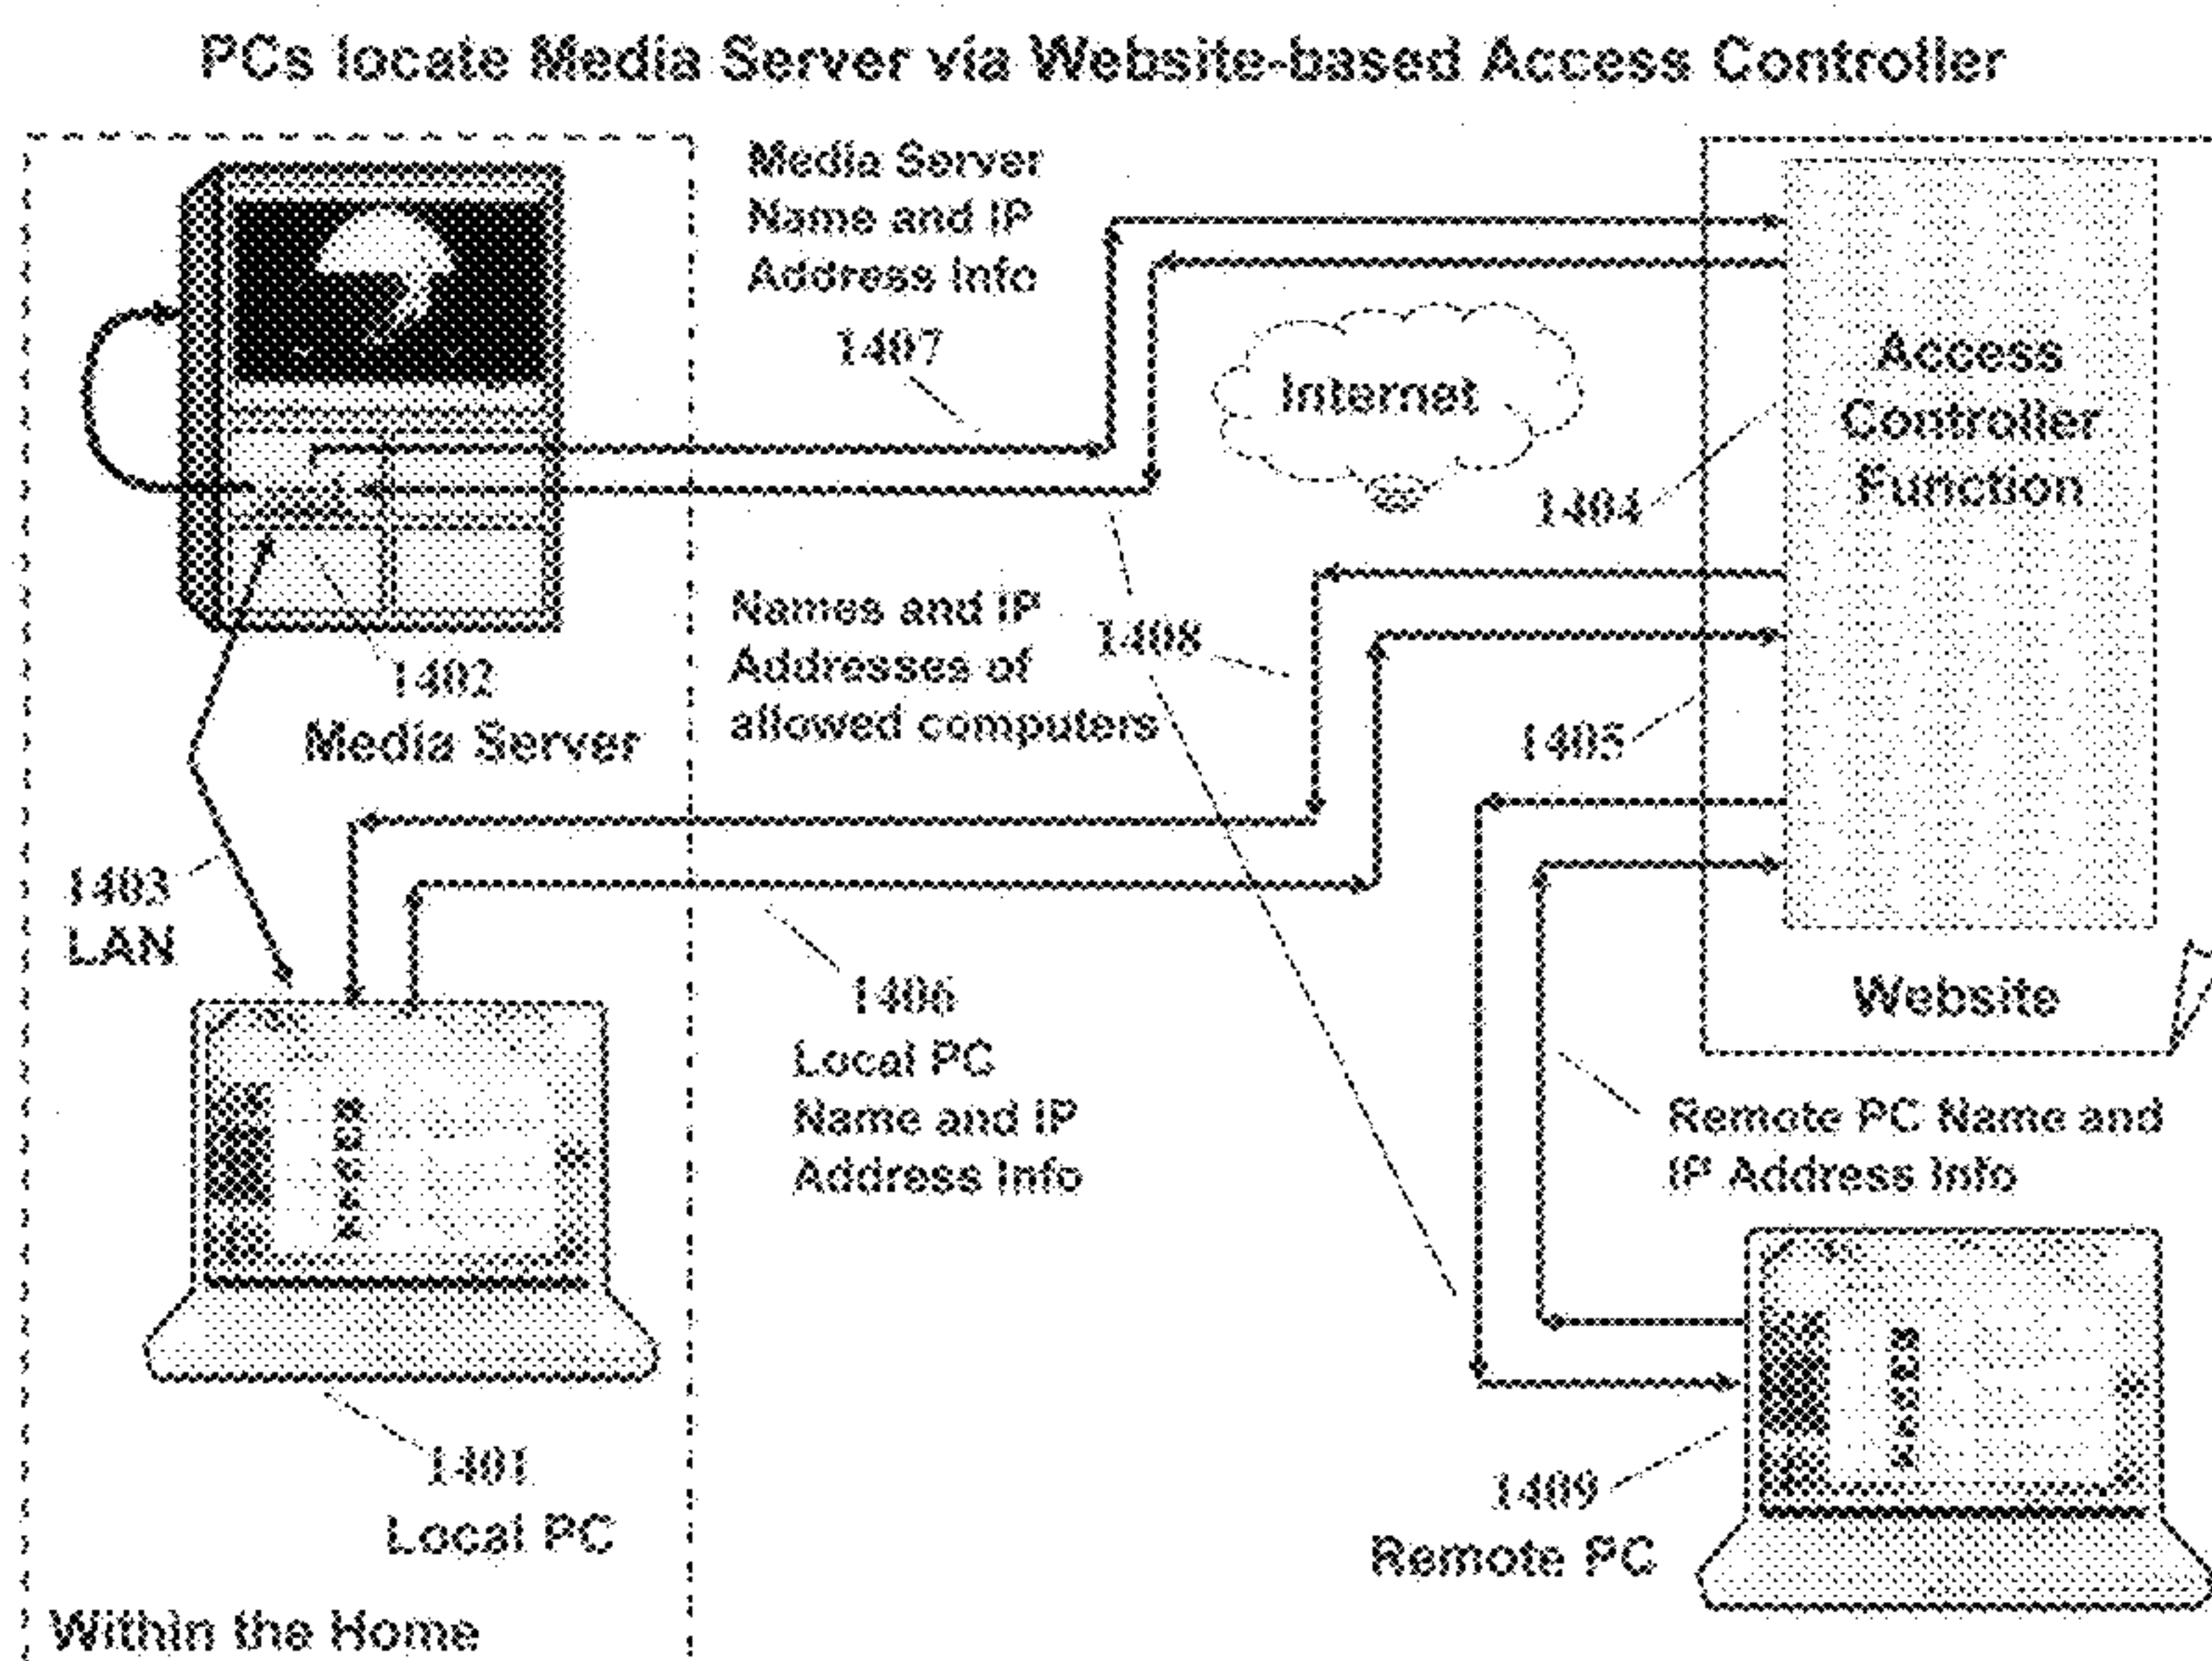 PCs locate Media Server via Website-based Access Controller
Media Server
Name and IP
Address Info
1407
Internet
Access
Controller
Function
1404
Names and IP
Addresses of
allowed computers
1408
1402
Media Server
1405
1403
LAN
1406
Local PC
Name and IP
Address Info
Website
Remote PC Name and
IP Address Info
1401
Local PC
1409
Remote PC
Within the Home